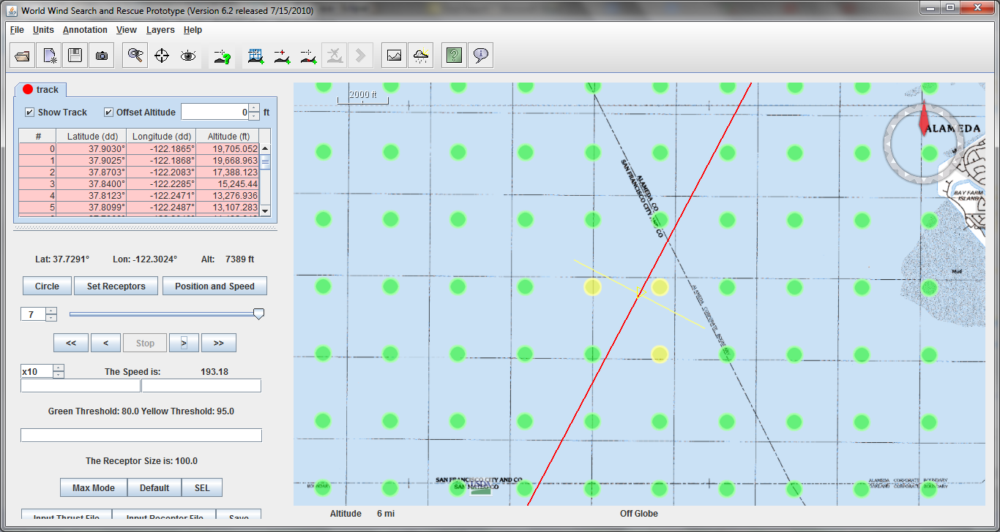 World Wind Search and Rescue Prototype (Version 6.2 released 7/15/2010)
File Units Annotation View Layers Help
track
Show Track Offset Altitude 0 ft
# Latitude (dd) Longitude (dd) Altitude (ft)
0 37.9030° -122.1865° 19,705.052
1 37.9025° -122.1868° 19,668.963
2 37.8703° -122.2083° 17,388.123
3 37.8400° -122.2285° 15,245.44
4 37.8123° -122.2471° 13,276.936
5 37.8099° -122.2487° 13,107.283
Lat: 37.7291° Lon: -122.3024° Alt: 7389 ft
Circle Set Receptors Position and Speed
7
<< < Stop > >>
x10 The Speed is: 193.18
Green Threshold: 80.0 Yellow Threshold: 95.0
The Receptor Size is: 100.0
Max Mode Default SEL
Input Thrust File Input Receptor File Save
2000 ft
ALAMEDA
BAY FARM
ISLAND
Mud
ALAMEDA CO
SAN FRANCISCO CITY AND CO
ALAMEDA CORPORATE BOUNDARY
SAN FRANCISCO CITY AND CO
SAN MATEO CO
USDA
BOUNDARY
ALAMEDA CORPORATE BOUNDARY
OAKLAND CORPORATE BOUNDARY
Altitude 6 mi Off Globe